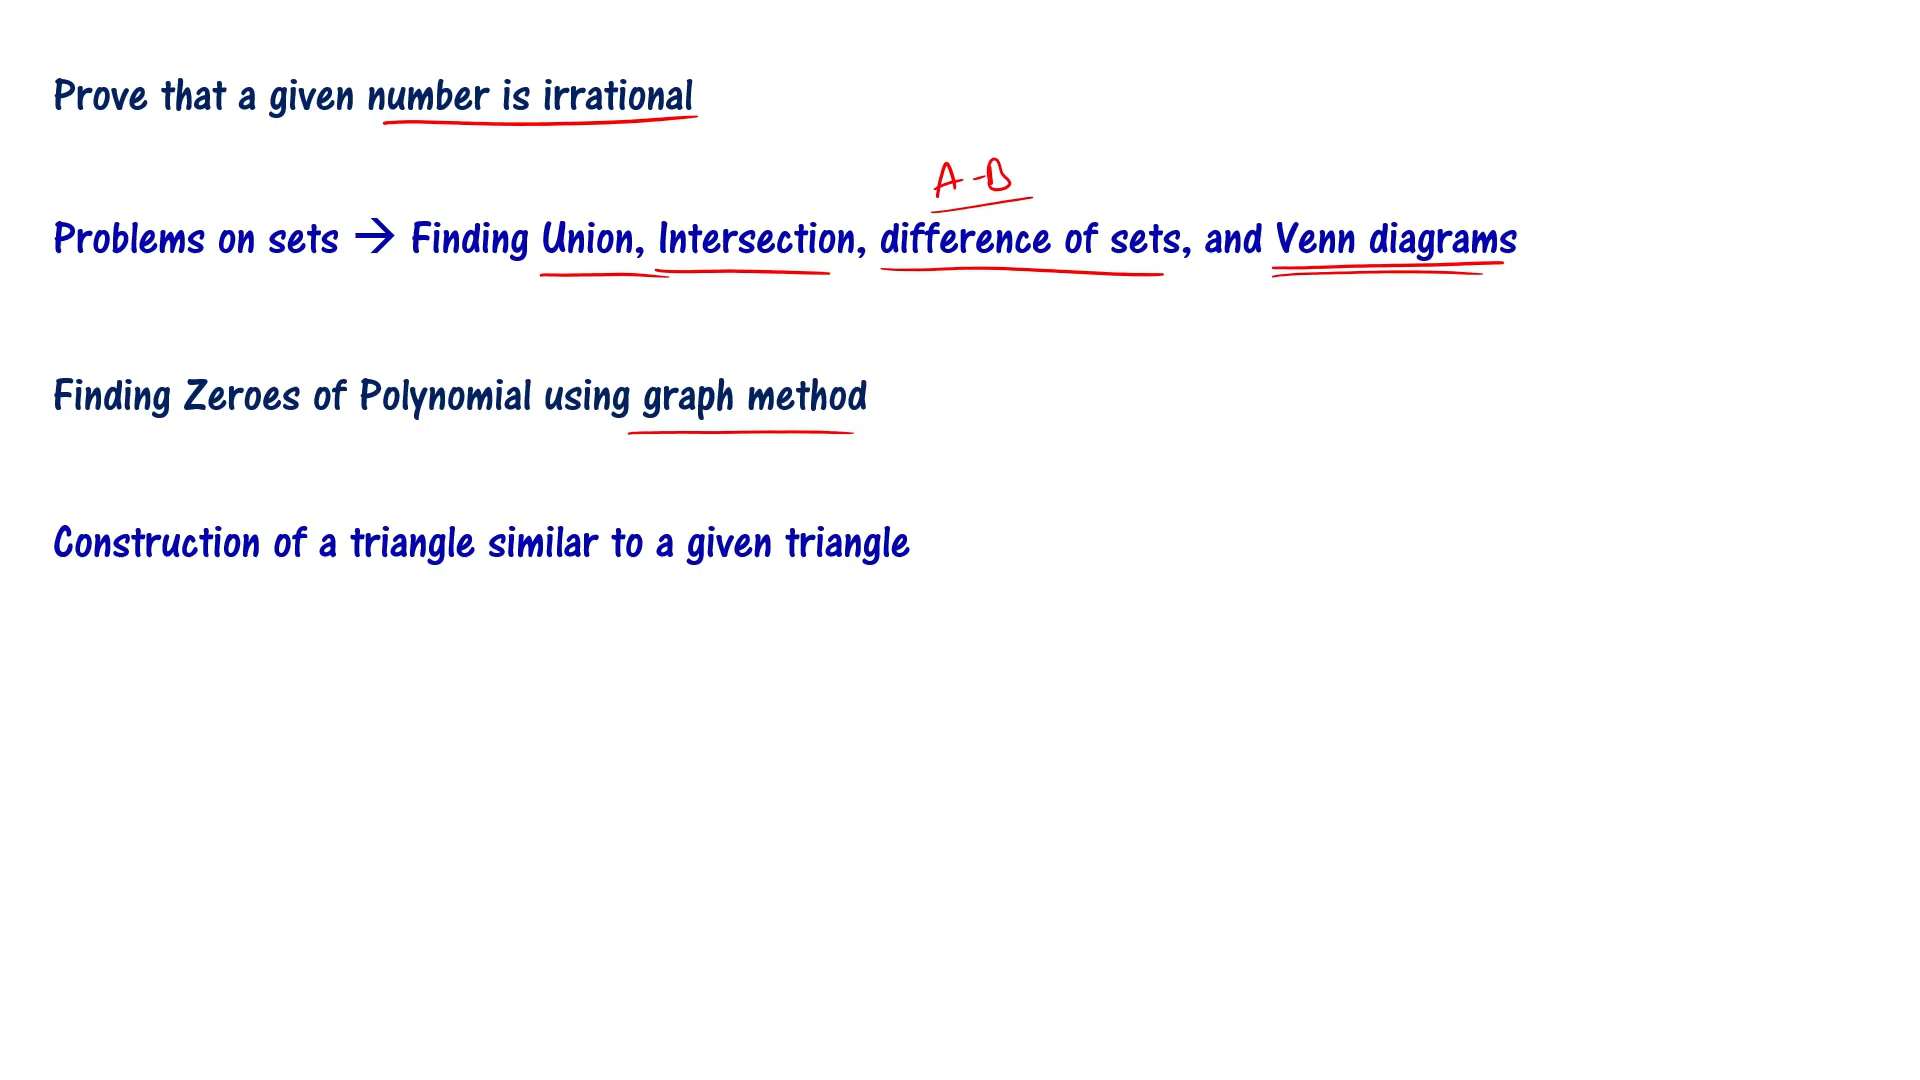 Prove that a given number is irrational
A-B
Problems on sets → Finding Union, Intersection, difference of sets, and Venn diagrams
Finding Zeroes of Polynomial using graph method
Construction of a triangle similar to a given triangle